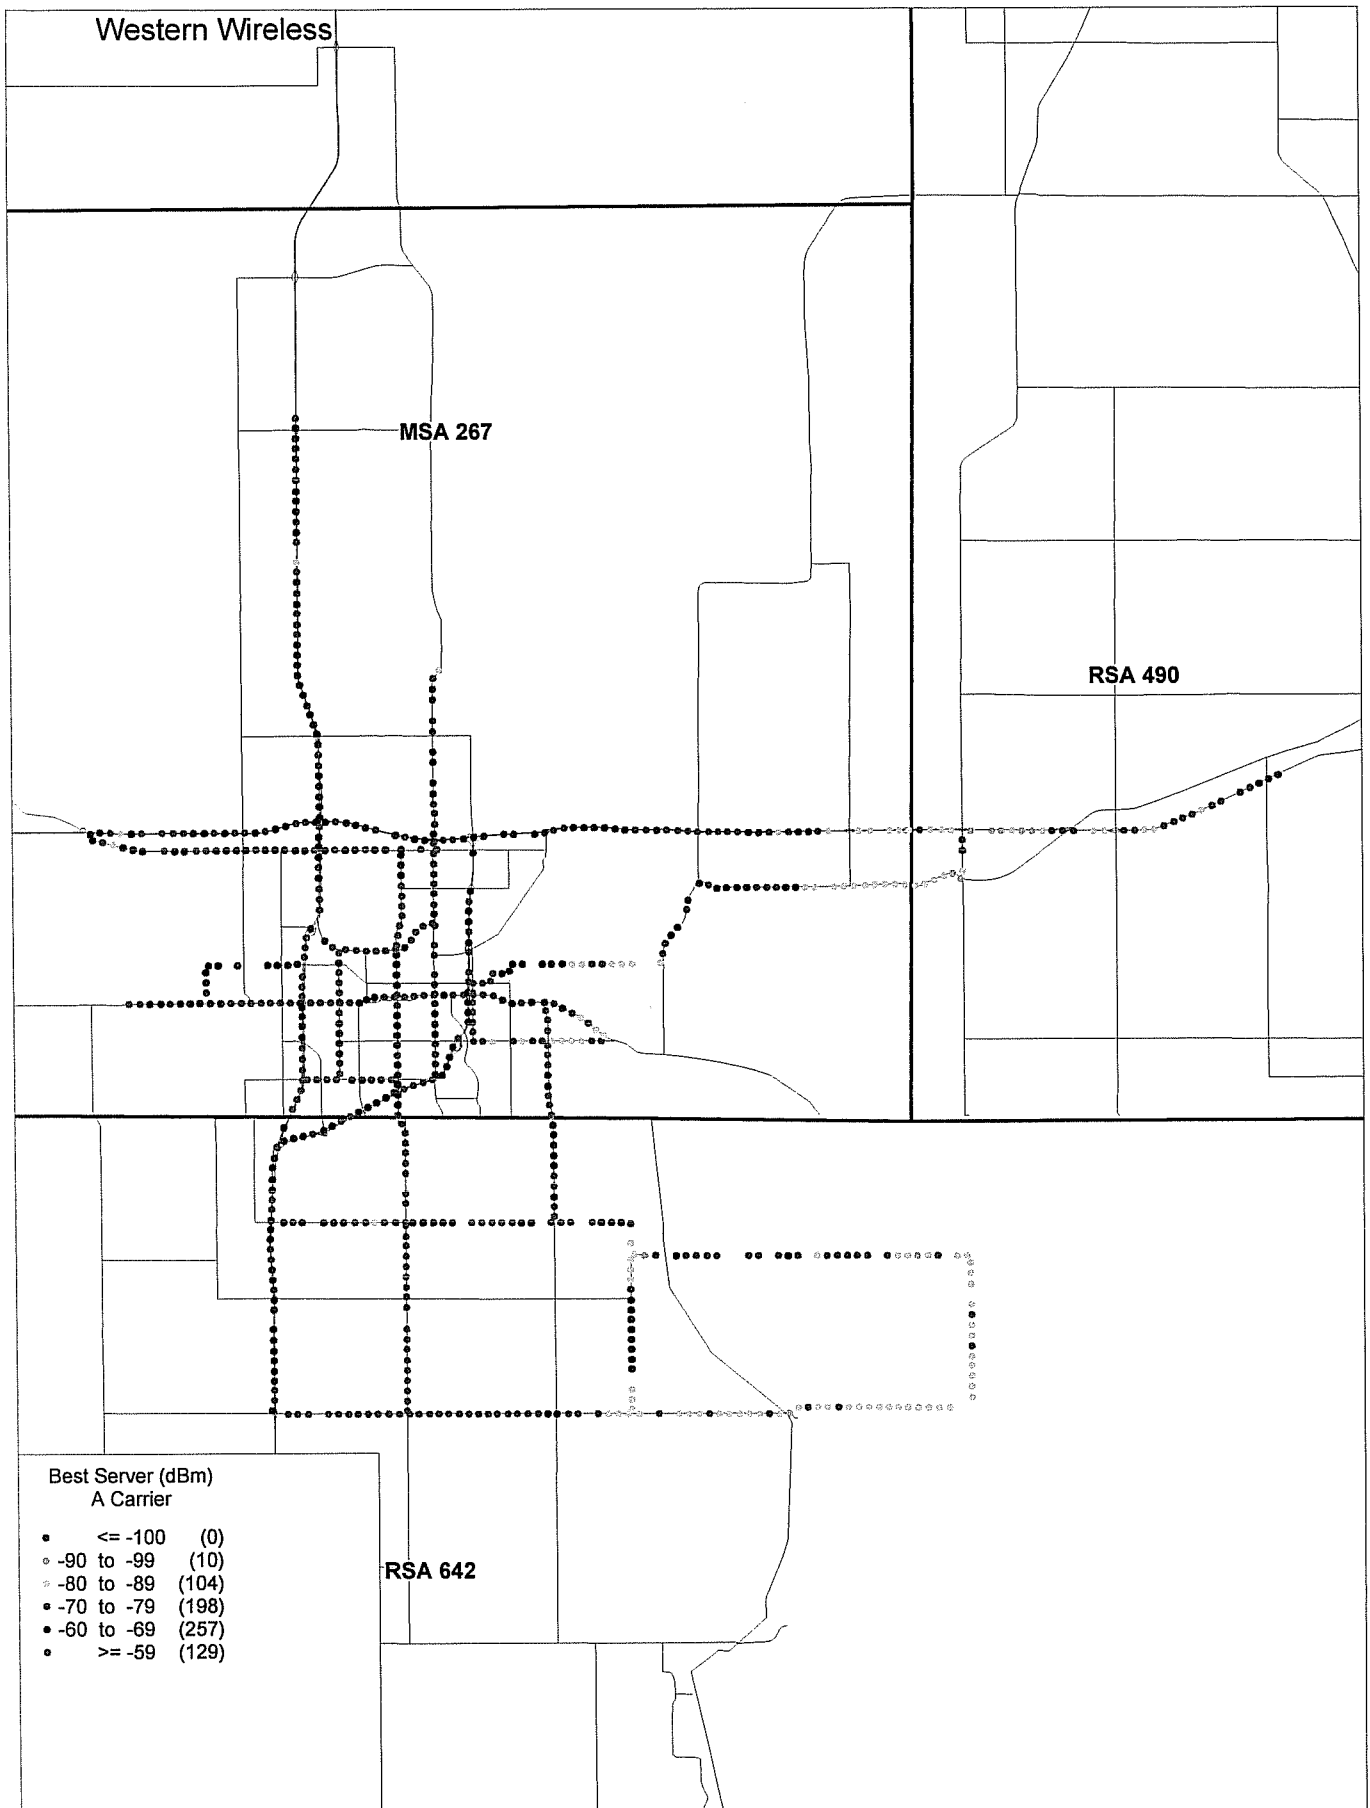 Western Wireless
MSA 267
RSA 490
Best Server (dBm)
A Carrier
<= -100 (0)
-90 to -99 (10)
-80 to -89 (104)
-70 to -79 (198)
-60 to -69 (257)
>= -59 (129)
RSA 642